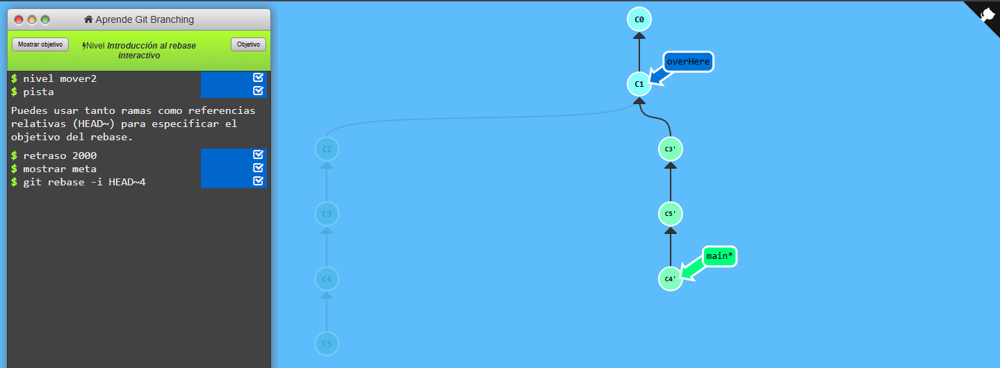 Aprende Git Branching
Mostrar objetivo
Nivel Introducción al rebase
interactivo
Objetivo
$ nivel mover2
$ pista
Puedes usar tanto ramas como referencias
relativas (HEAD~) para especificar el
objetivo del rebase.
$ retraso 2000
$ mostrar meta
$ git rebase -i HEAD~4
C0
overHere
C1
C2
C3'
C3
C5'
main*
C4
C4'
C5